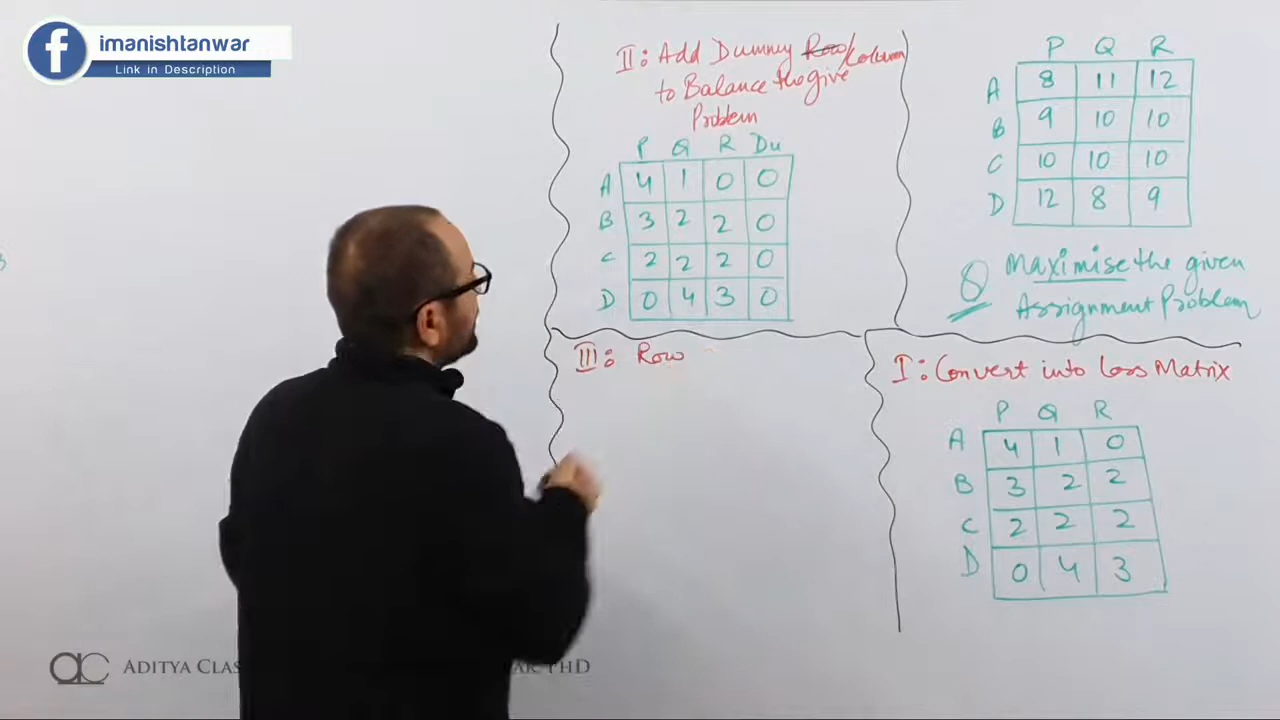 imanishtanwar
Link in Description
II: Add Dummy Row/Column
to Balance the give
Problem
P Q R Du
A 4 1 0 0
B 3 2 2 0
C 2 2 2 0
D 0 4 3 0
III: Row
P Q R
A 8 11 12
B 9 10 10
C 10 10 10
D 12 8 9
Q Maximise the given
Assignment Problem
I: Convert into Loss Matrix
P Q R
A 4 1 0
B 3 2 2
C 2 2 2
D 0 4 3
ac ADITYA CLAS
PHD